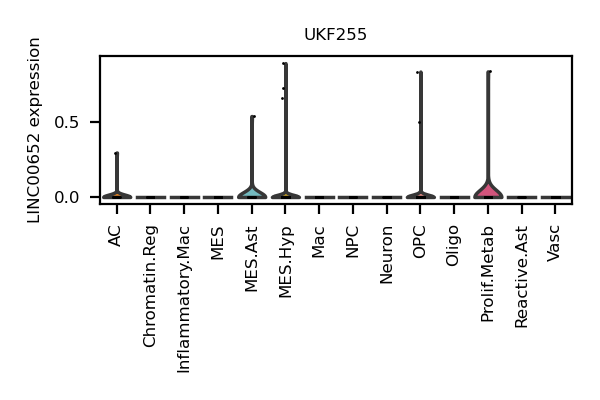 UKF255
LINC00652 expression
0.5
0.0
AC
Chromatin.Reg
Inflammatory.Mac
MES
MES.Ast
MES.Hyp
Mac
NPC
Neuron
OPC
Oligo
Prolif.Metab
Reactive.Ast
Vasc